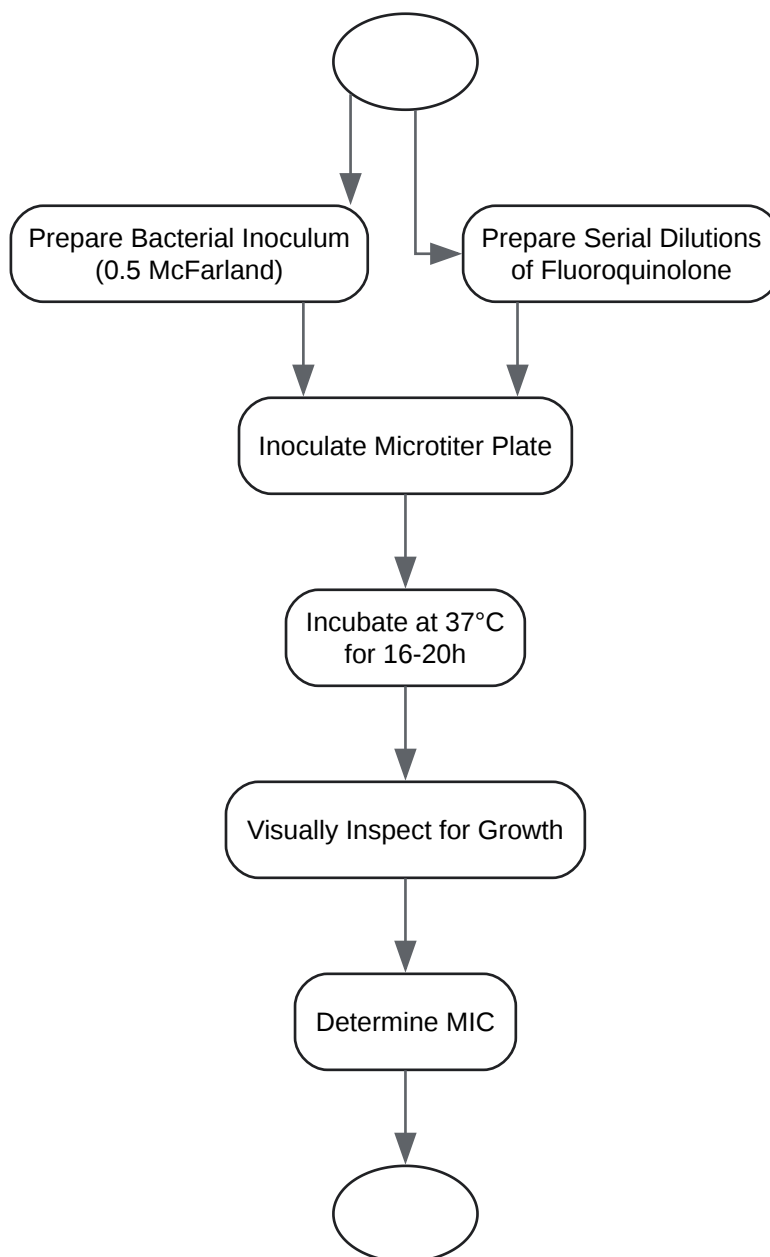 Prepare Bacterial Inoculum
(0.5 McFarland)
Prepare Serial Dilutions
of Fluoroquinolone
Inoculate Microtiter Plate
Incubate at 37°C
for 16-20h
Visually Inspect for Growth
Determine MIC